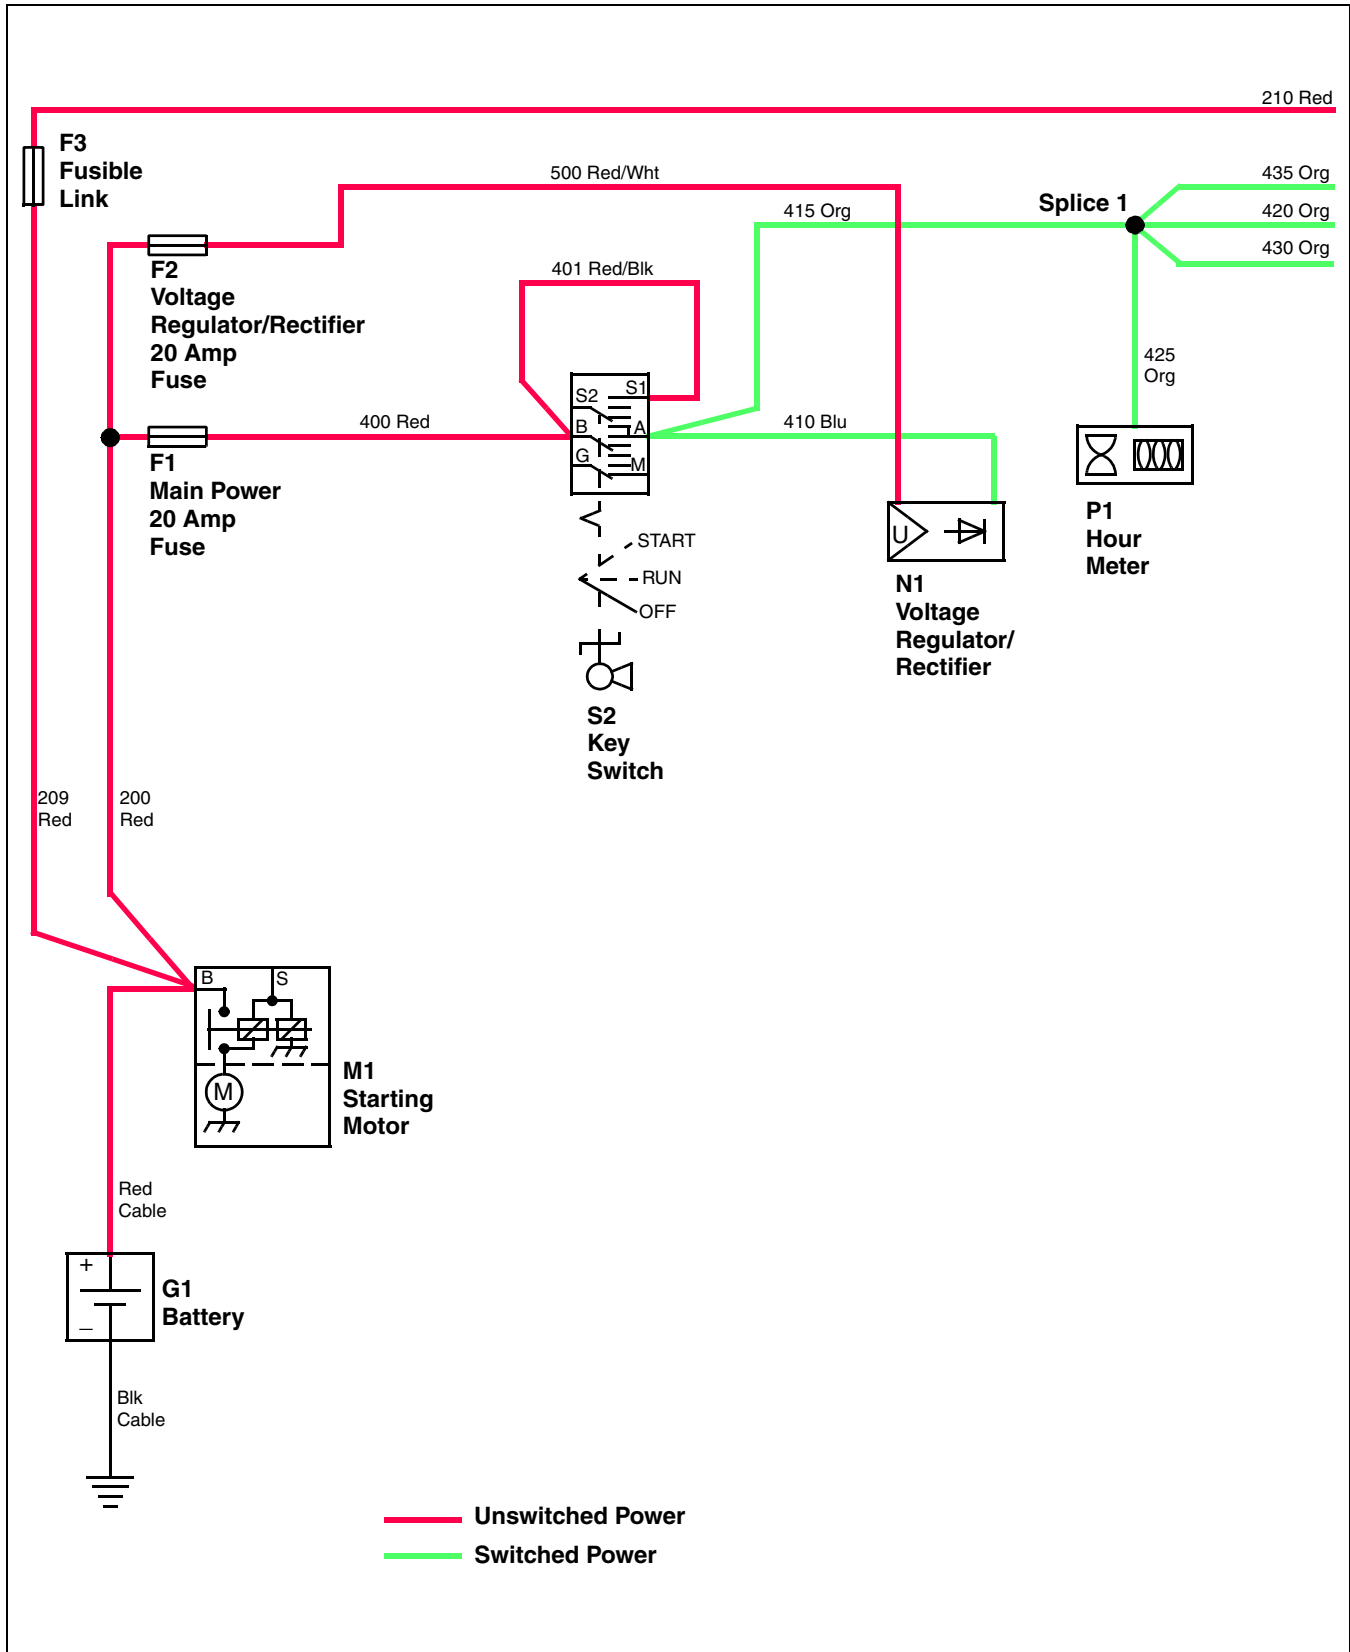 210 Red
F3
Fusible
Link
500 Red/Wht
435 Org
Splice 1
415 Org
420 Org
430 Org
F2
Voltage
Regulator/Rectifier
20 Amp
Fuse
401 Red/Blk
425
Org
S2
S1
B
A
G
M
400 Red
410 Blu
F1
Main Power
20 Amp
Fuse
START
RUN
OFF
U
P1
Hour
Meter
N1
Voltage
Regulator/
Rectifier
S2
Key
Switch
209
Red
200
Red
B
S
M
M1
Starting
Motor
Red
Cable
+
G1
Battery
–
Blk
Cable
Unswitched Power
Switched Power